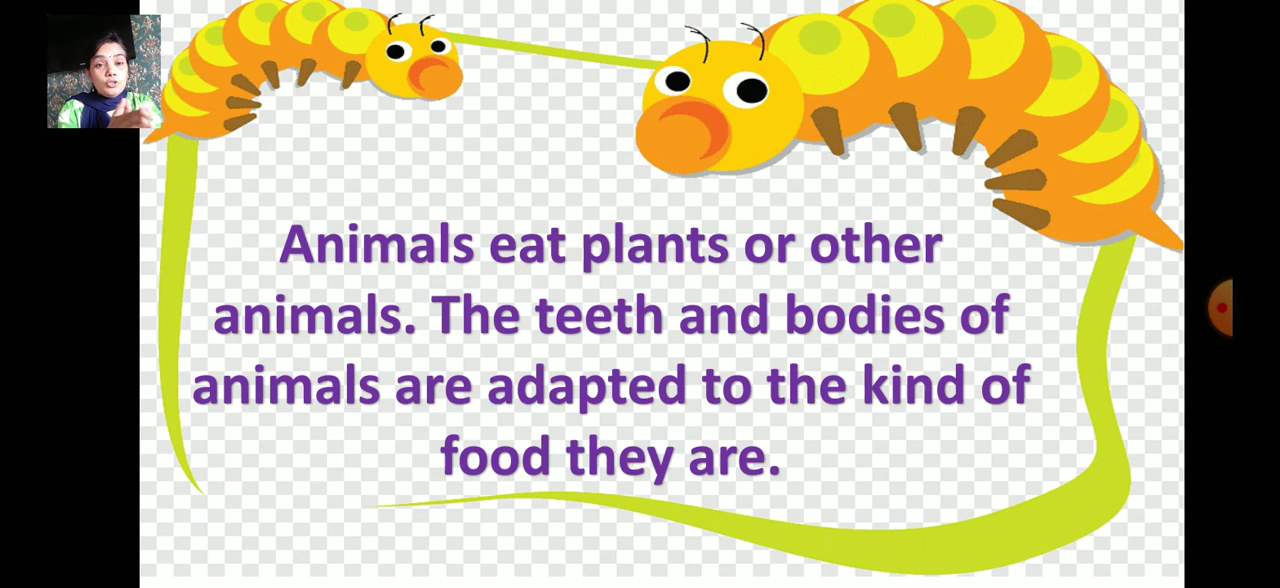 Animals eat plants or other
animals. The teeth and bodies of
animals are adapted to the kind of
food they are.